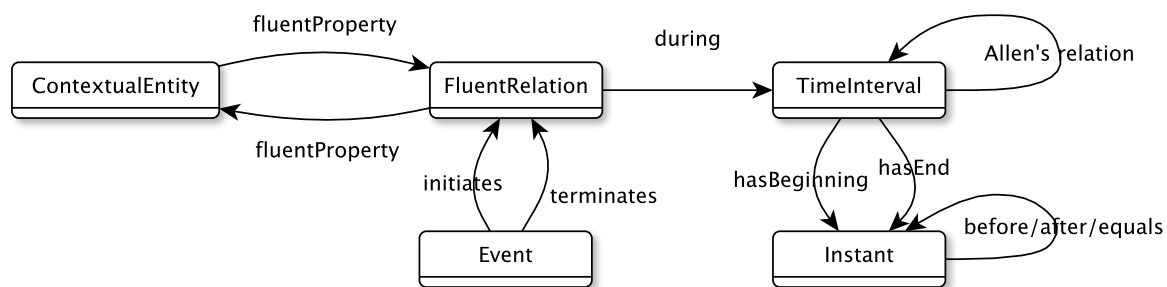 fluentProperty
during
Allen's relation
ContextualEntity
FluentRelation
TimeInterval
fluentProperty
initiates
terminates
hasBeginning
hasEnd
before/after/equals
Event
Instant